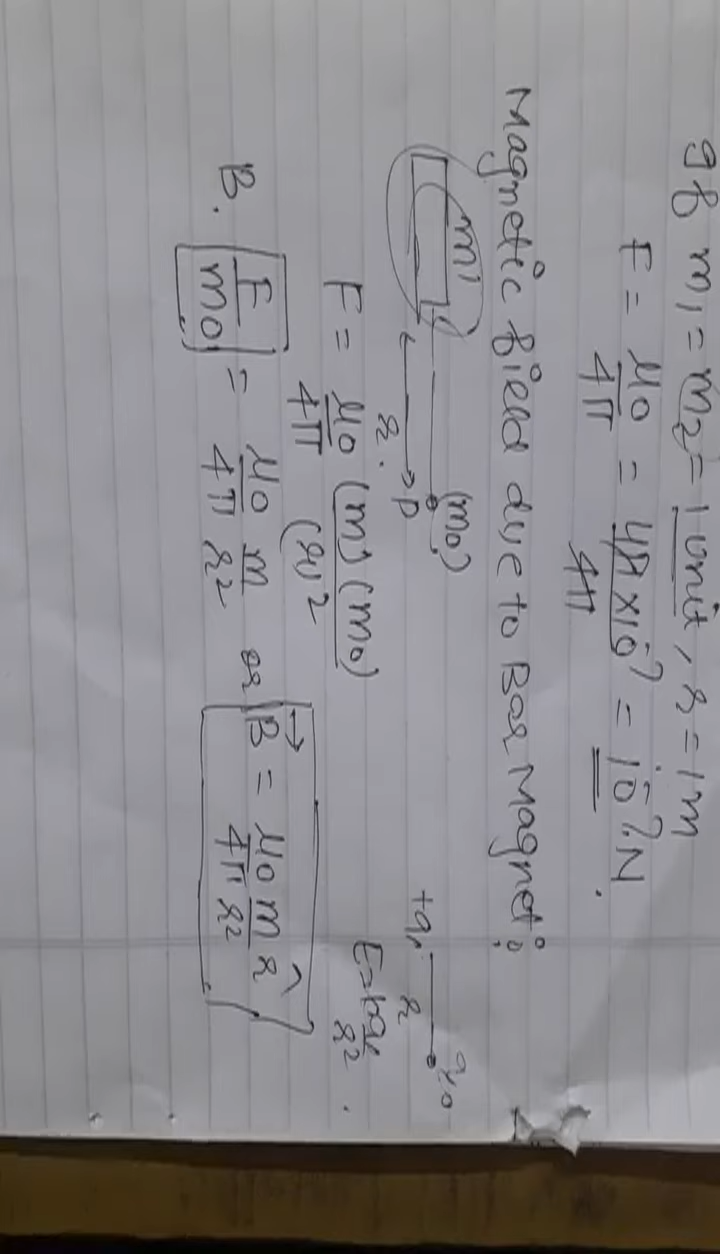 If m₁ = m₂ = 1 unit, r = 1m
F = μ₀/4π = 4π×10⁻⁷/4π = 10⁻⁷ N.
Magnetic field due to Bar Magnet:
m (m₀)
r. P
+q r q₀
E = kq/r².
F = μ₀/4π (m)(m₀)/(r)²
B. F/m₀ = μ₀/4π m/r² or B⃗ = μ₀/4π m/r² r̂